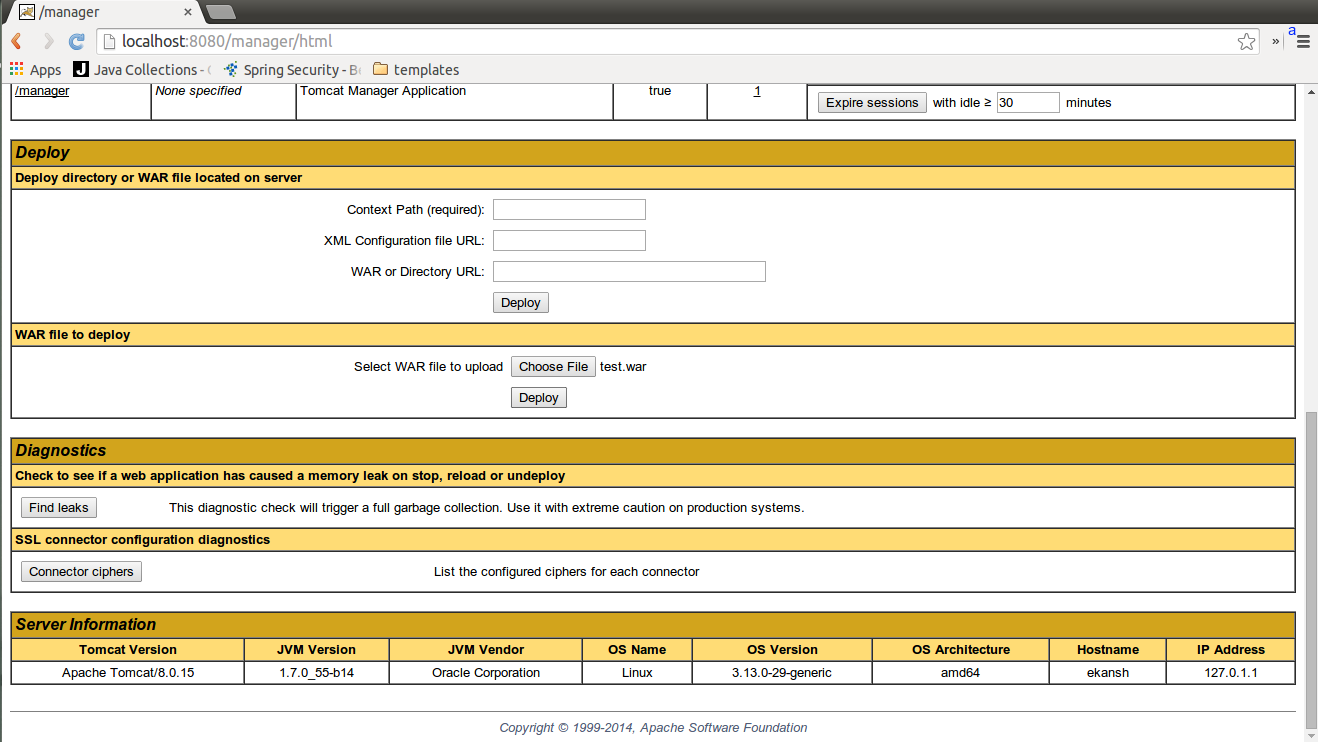 /manager ×
localhost:8080/manager/html » a
Apps Java Collections - Spring Security - Be templates
/manager None specified Tomcat Manager Application true 1
Expire sessions with idle ≥ 30 minutes
Deploy
Deploy directory or WAR file located on server
Context Path (required):
XML Configuration file URL:
WAR or Directory URL:
Deploy
WAR file to deploy
Select WAR file to upload Choose File test.war
Deploy
Diagnostics
Check to see if a web application has caused a memory leak on stop, reload or undeploy
Find leaks This diagnostic check will trigger a full garbage collection. Use it with extreme caution on production systems.
SSL connector configuration diagnostics
Connector ciphers List the configured ciphers for each connector
Server Information
Tomcat Version JVM Version JVM Vendor OS Name OS Version OS Architecture Hostname IP Address
Apache Tomcat/8.0.15 1.7.0_55-b14 Oracle Corporation Linux 3.13.0-29-generic amd64 ekansh 127.0.1.1
Copyright © 1999-2014, Apache Software Foundation